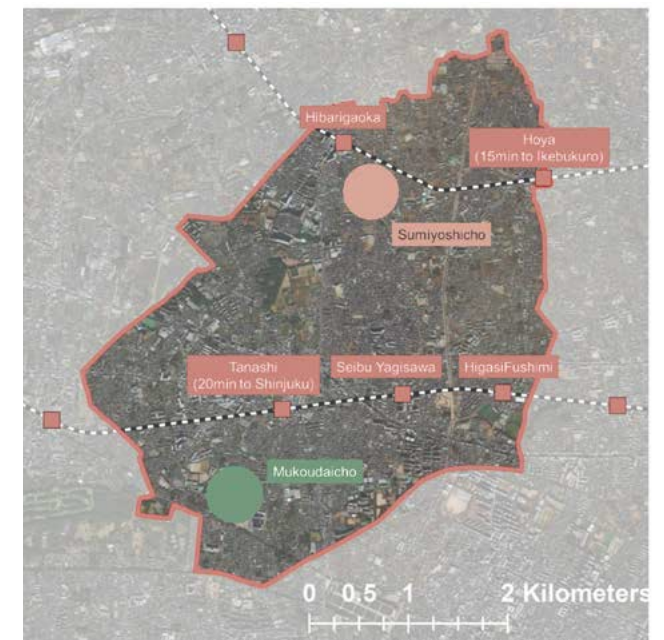 Hibarigaoka
Hoya
(15min to Ikebukuro)
Sumiyoshicho
Tanashi
(20min to Shinjuku)
Seibu Yagisawa
HigasiFushimi
Mukoudaicho
0 0.5 1 2 Kilometers